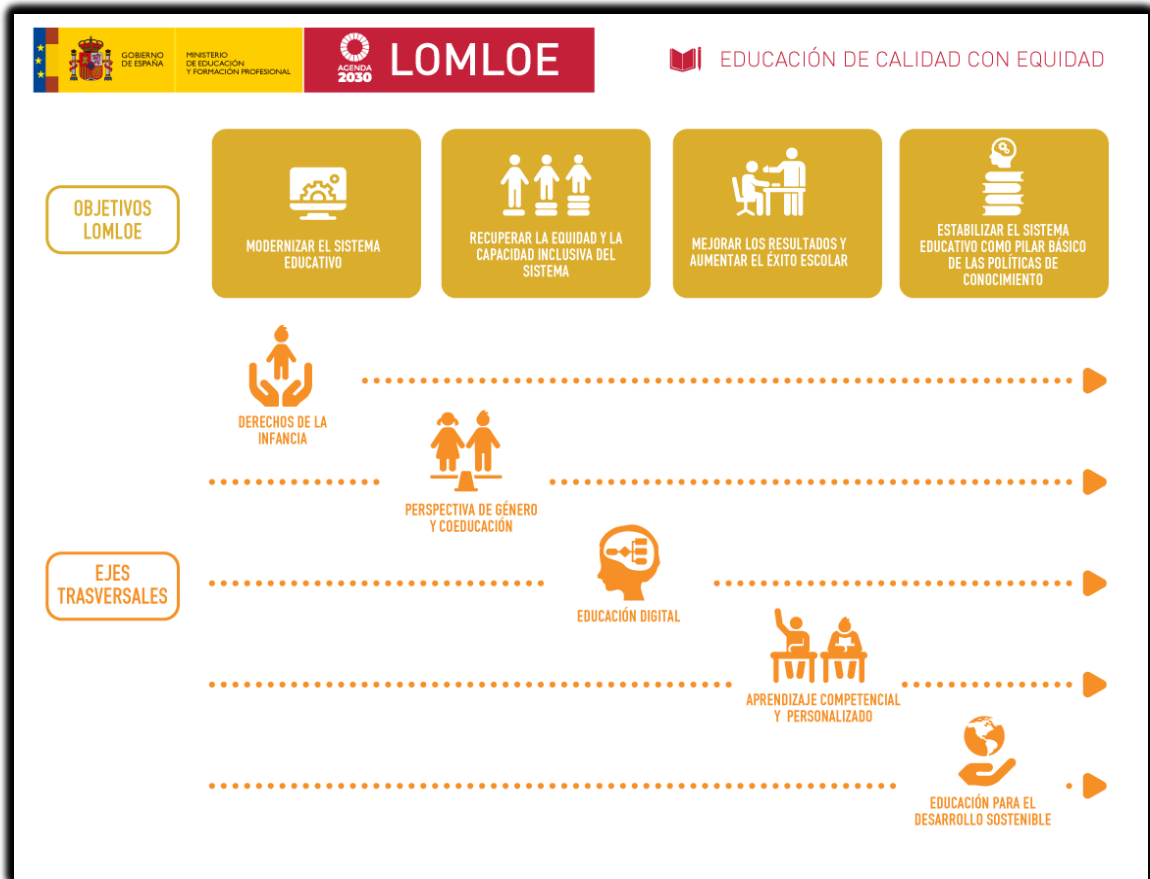 GOBIERNO
DE ESPAÑA
MINISTERIO
DE EDUCACIÓN
Y FORMACIÓN PROFESIONAL
AGENDA
2030
LOMLOE
EDUCACIÓN DE CALIDAD CON EQUIDAD
OBJETIVOS
LOMLOE
MODERNIZAR EL SISTEMA
EDUCATIVO
RECUPERAR LA EQUIDAD Y LA
CAPACIDAD INCLUSIVA DEL
SISTEMA
MEJORAR LOS RESULTADOS Y
AUMENTAR EL ÉXITO ESCOLAR
ESTABILIZAR EL SISTEMA
EDUCATIVO COMO PILAR BÁSICO
DE LAS POLÍTICAS DE
CONOCIMIENTO
EJES
TRASVERSALES
DERECHOS DE LA
INFANCIA
PERSPECTIVA DE GÉNERO
Y COEDUCACIÓN
EDUCACIÓN DIGITAL
APRENDIZAJE COMPETENCIAL
Y PERSONALIZADO
EDUCACIÓN PARA EL
DESARROLLO SOSTENIBLE